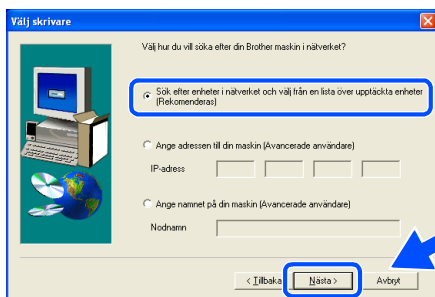 Välj skrivare
Välj hur du vill söka efter din Brother maskin i nätverket?
Sök efter enheter i nätverket och välj från en lista över upptäckta enheter
(Rekomenderas)
Ange adressen till din maskin (Avancerade användare)
IP-adress
Ange namnet på din maskin (Avancerade användare)
Nodnamn
< Tillbaka
Nästa >
Avbryt